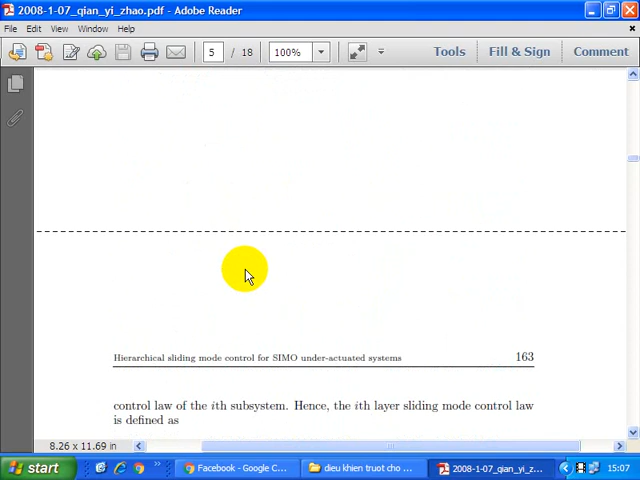 2008-1-07_qian_yi_zhao.pdf - Adobe Reader
File Edit View Window Help
5 / 18 100% Tools Fill & Sign Comment
Hierarchical sliding mode control for SIMO under-actuated systems 163
control law of the ith subsystem. Hence, the ith layer sliding mode control law
is defined as
8.26 x 11.69 in
start Facebook - Google C... dieu khien truot cho ... 2008-1-07_qian_yi_z... 15:07